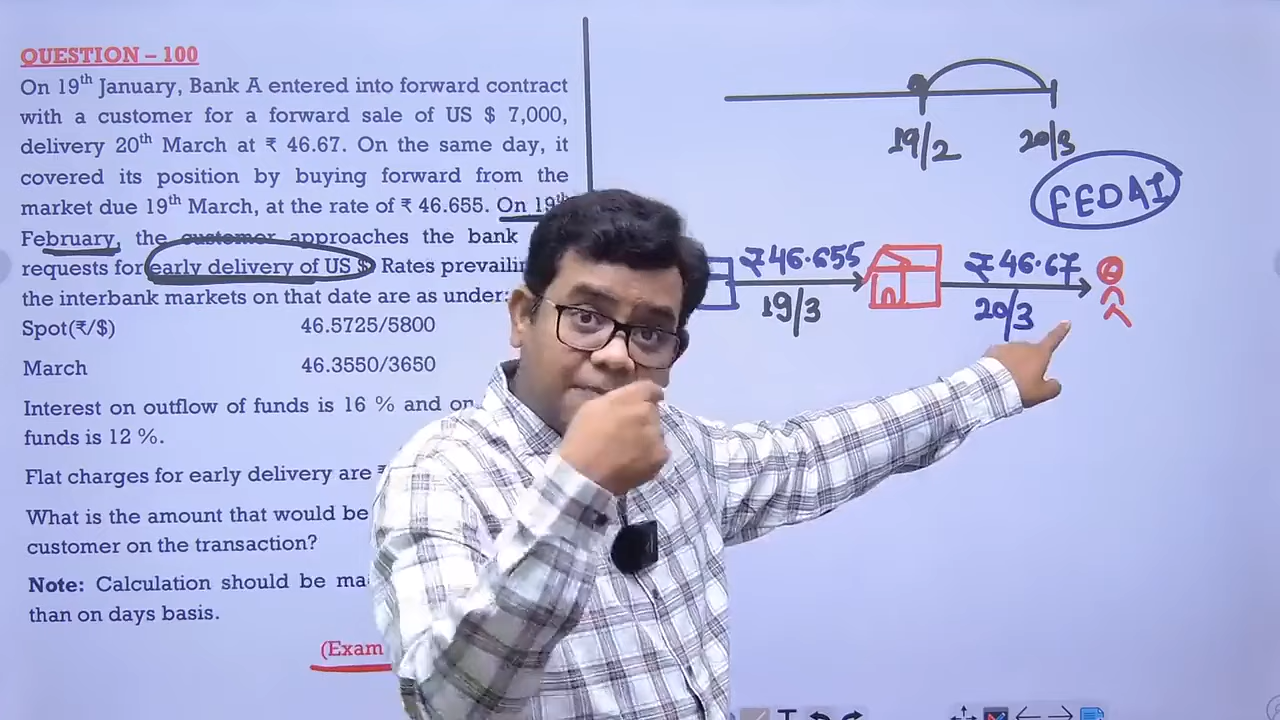 QUESTION – 100
On 19th January, Bank A entered into forward contract
with a customer for a forward sale of US $ 7,000,
delivery 20th March at ₹ 46.67. On the same day, it
covered its position by buying forward from the
market due 19th March, at the rate of ₹ 46.655. On 19th
February, the customer approaches the bank
requests for early delivery of US $. Rates
the interbank markets on that date are as under:
Spot(₹/$) 46.5725/5800
March 46.3550/3650
Interest on outflow of funds is 16 % and on
funds is 12 %.
Flat charges for early delivery are
What is the amount that would be
customer on the transaction?
Note: Calculation should be
than on days basis.
(Exam
19/2 20/3
FEDAI
₹46.655 ₹46.67
19/3 20/3